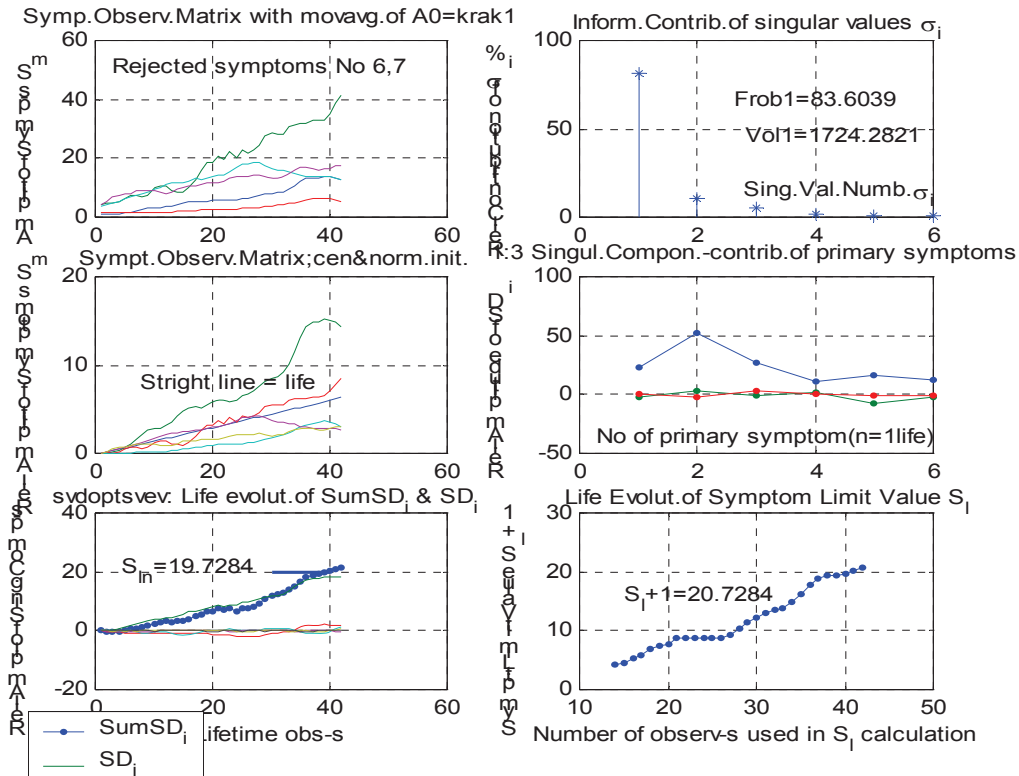 Symp.Observ.Matrix with movavg.of A0=krak1
60
40
20
0
0
20
40
60
Ampl of Symps Sm
Rejected symptoms No 6,7
Inform.Contrib.of singular values σi
100
50
0
0
2
4
6
Frob1=83.6039
Vol1=1724.2821
Sing.Val.Numb.σi
Sympt.Observ.Matrix;cen&norm.init.
20
10
0
0
20
40
60
Stright line = life
1:3 Singul.Compon.-contrib.of primary symptoms
100
50
0
-50
0
2
4
6
No of primary symptom(n=1life)
svdoptsvev: Life evolut.of SumSDi & SDi
40
20
0
-20
0
20
40
60
Sln=19.7284
Lifetime obs-s
SumSDi
SDi
Life Evolut.of Symptom Limit Value Sl
30
20
10
0
10
20
30
40
50
Sl+1=20.7284
Number of observ-s used in Sl calculation